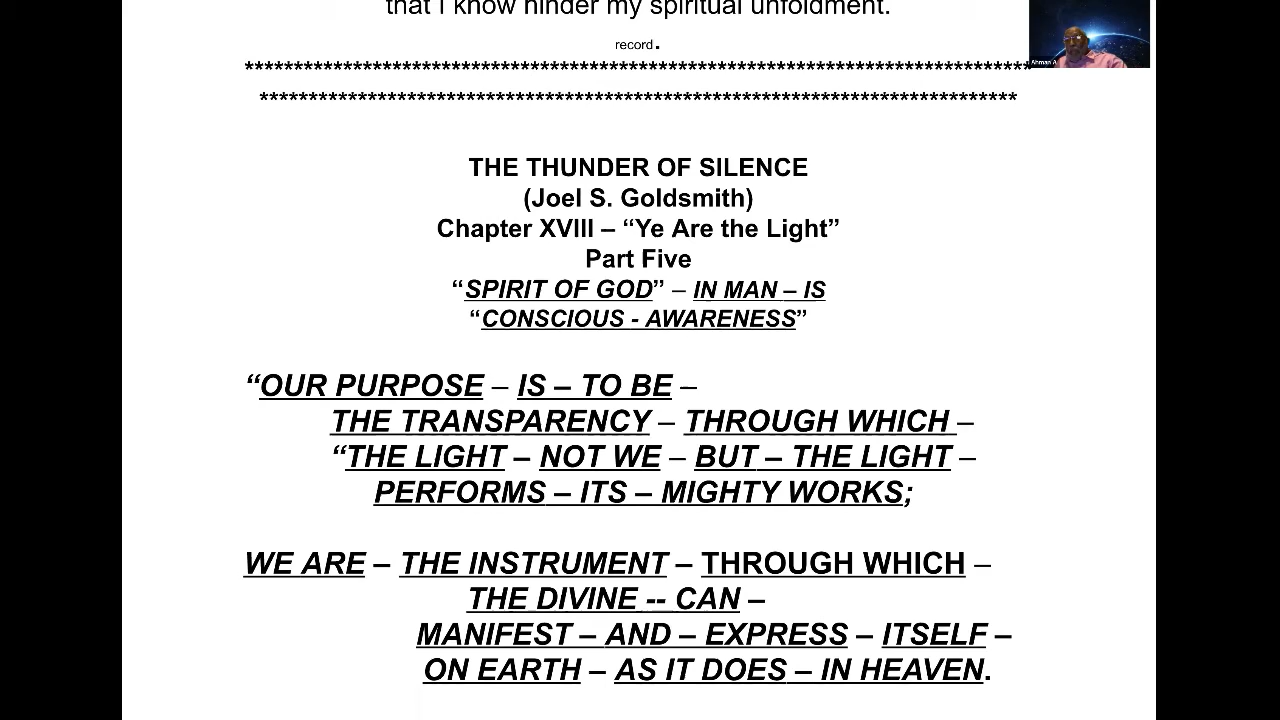 that I know hinder my spiritual unfoldment.
record.
********************************************************************************
*****************************************************************************
THE THUNDER OF SILENCE
(Joel S. Goldsmith)
Chapter XVIII – “Ye Are the Light”
Part Five
“SPIRIT OF GOD” – IN MAN – IS
“CONSCIOUS - AWARENESS”
“OUR PURPOSE – IS – TO BE –
THE TRANSPARENCY – THROUGH WHICH –
“THE LIGHT – NOT WE – BUT – THE LIGHT –
PERFORMS – ITS – MIGHTY WORKS;
WE ARE – THE INSTRUMENT – THROUGH WHICH –
THE DIVINE -- CAN –
MANIFEST – AND – EXPRESS – ITSELF –
ON EARTH – AS IT DOES – IN HEAVEN.
Ahman A